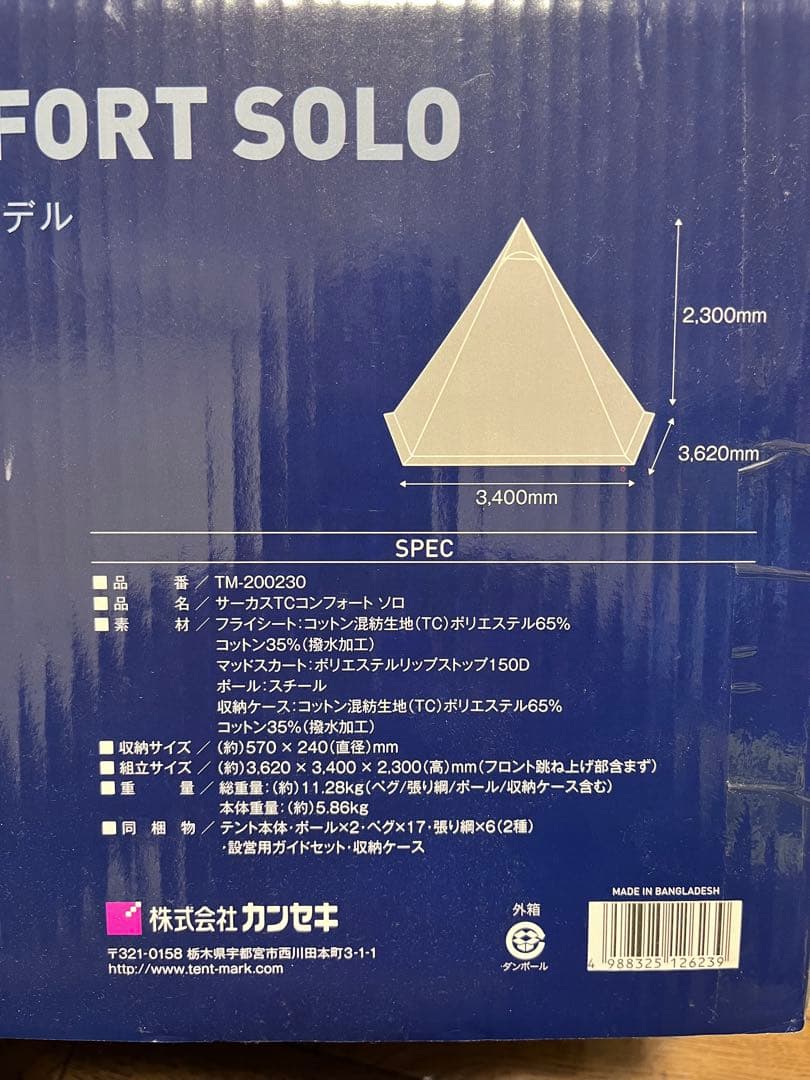 FORT SOLO
デル
2,300mm
3,620mm
3,400mm
SPEC
■品 番／TM-200230
■品 名／サーカスTCコンフォート ソロ
■素 材／フライシート：コットン混紡生地（TC）ポリエステル65%
コットン35%（撥水加工）
マッドスカート：ポリエステルリップストップ150D
ポール：スチール
収納ケース：コットン混紡生地（TC）ポリエステル65%
コットン35%（撥水加工）
■収納サイズ／（約）570×240（直径）mm
■組立サイズ／（約）3,620×3,400×2,300（高）mm（フロント跳ね上げ部含まず）
■重 量／総重量：（約）11.28kg（ペグ/張り綱/ポール/収納ケース含む）
本体重量：（約）5.86kg
■同 梱 物／テント本体・ポール×2・ペグ×17・張り綱×6（2種）
・設営用ガイドセット・収納ケース
MADE IN BANGLADESH
株式会社 カンセキ
外箱
〒321-0158 栃木県宇都宮市西川田本町3-1-1
http://www.tent-mark.com
ダンボール
4 988325 126239